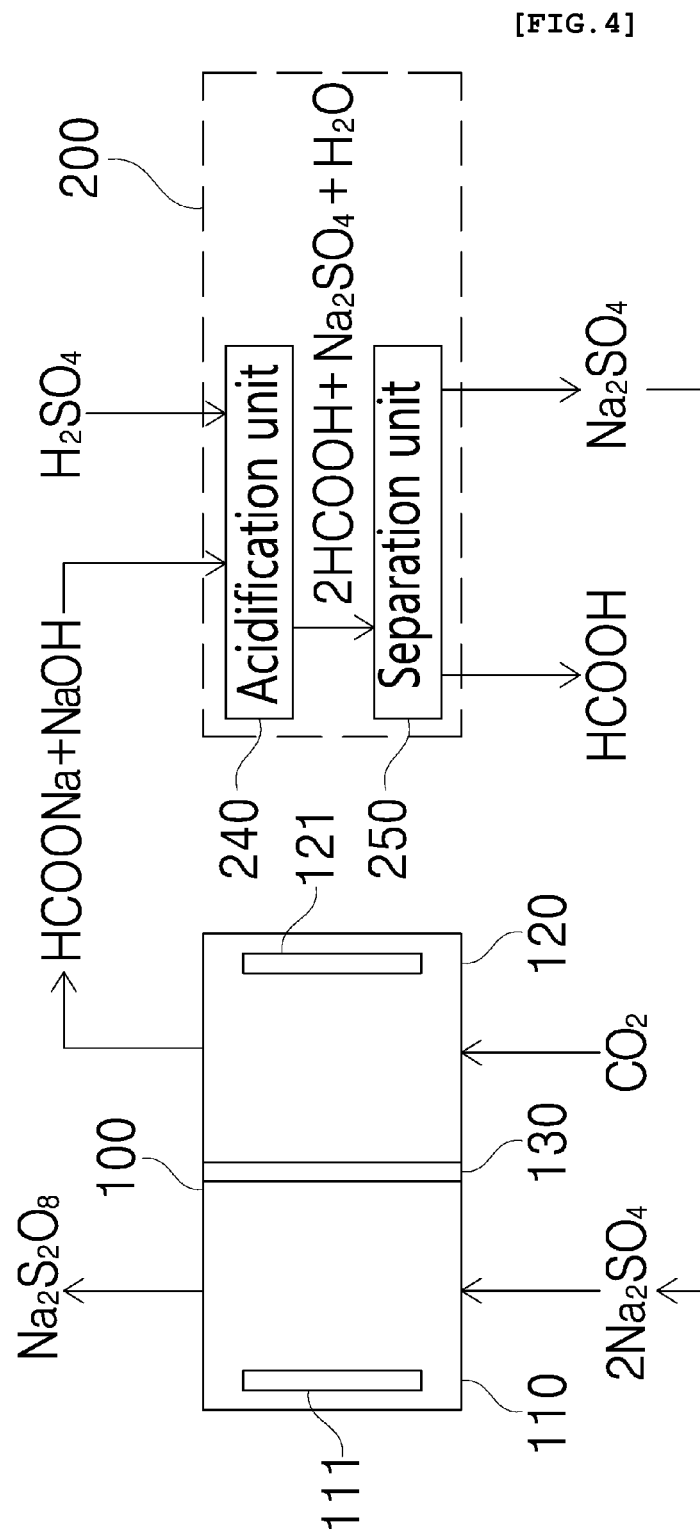 [FIG.4]
Na₂S₂O₈
100
HCOONa+NaOH
H₂SO₄
200
240
Acidification unit
2HCOOH+Na₂SO₄+H₂O
250
Separation unit
121
111
110
2Na₂SO₄
130
CO₂
120
HCOOH
Na₂SO₄